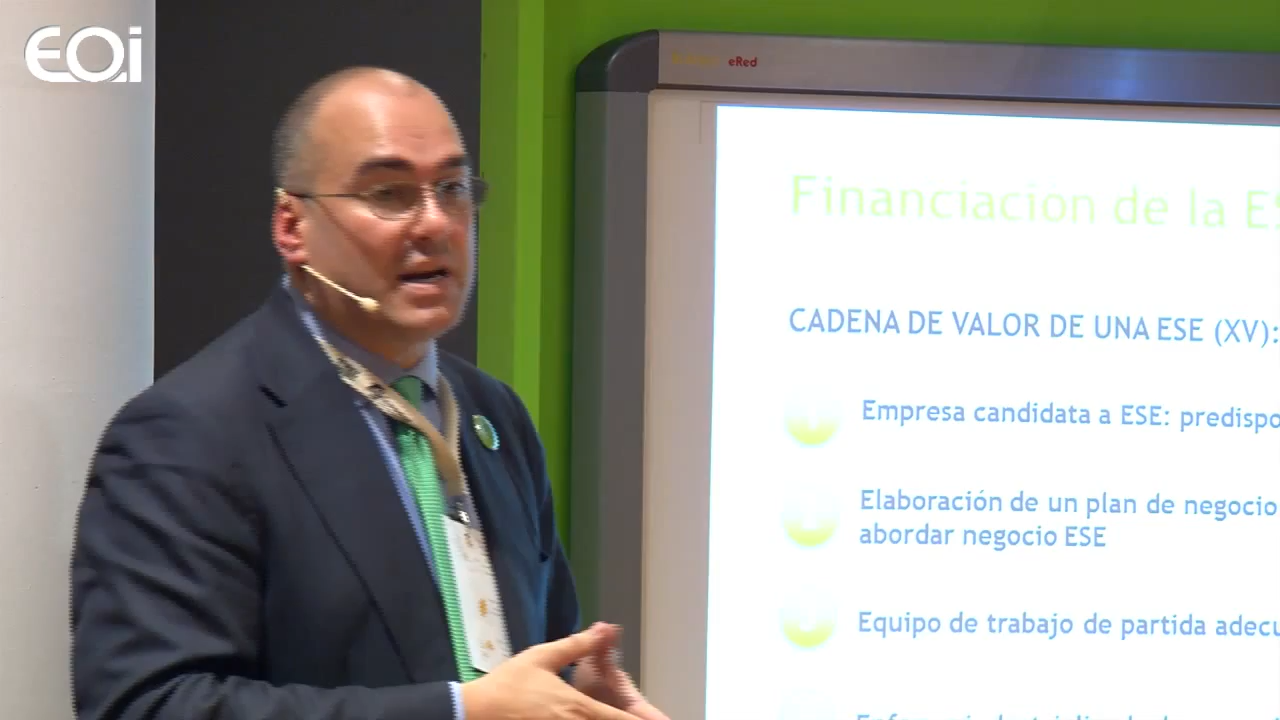 EOi
eRed
Financiación de la ES
CADENA DE VALOR DE UNA ESE (XV):
Empresa candidata a ESE: predispo
Elaboración de un plan de negocio
abordar negocio ESE
Equipo de trabajo de partida adecu